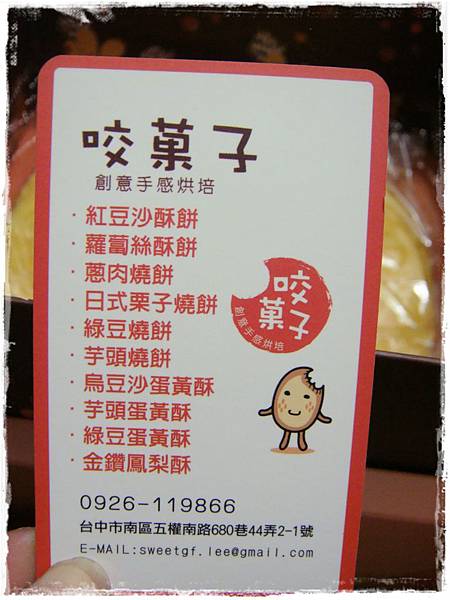 咬菓子
創意手感烘培
·紅豆沙酥餅
·蘿蔔絲酥餅
·蔥肉燒餅
·日式栗子燒餅
·綠豆燒餅
·芋頭燒餅
·烏豆沙蛋黃酥
·芋頭蛋黃酥
·綠豆蛋黃酥
·金鑽鳳梨酥
咬
菓子
創意手感烘培
0926-119866
台中市南區五權南路680巷44弄2-1號
E-MAIL:sweetgf.lee@gmail.com